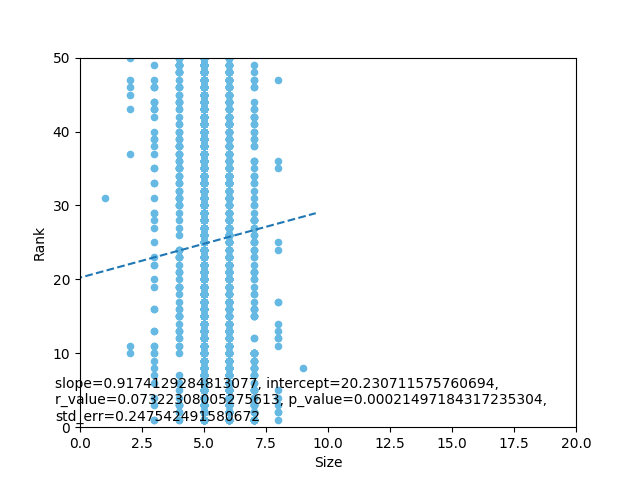 50
40
30
20
10
0
Rank
slope=0.9174129284813077, intercept=20.230711575760694,
r_value=0.07322308005275613, p_value=0.00021497184317235304,
std_err=0.247542491580672
0.0 2.5 5.0 7.5 10.0 12.5 15.0 17.5 20.0
Size